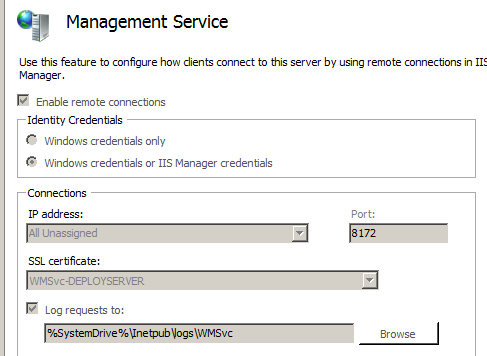 Management Service
Use this feature to configure how clients connect to this server by using remote connections in IIS
Manager.
Enable remote connections
Identity Credentials
Windows credentials only
Windows credentials or IIS Manager credentials
Connections
IP address:
Port:
All Unassigned
8172
SSL certificate:
WMSvc-DEPLOYSERVER
Log requests to:
%SystemDrive%\Inetpub\logs\WMSvc
Browse